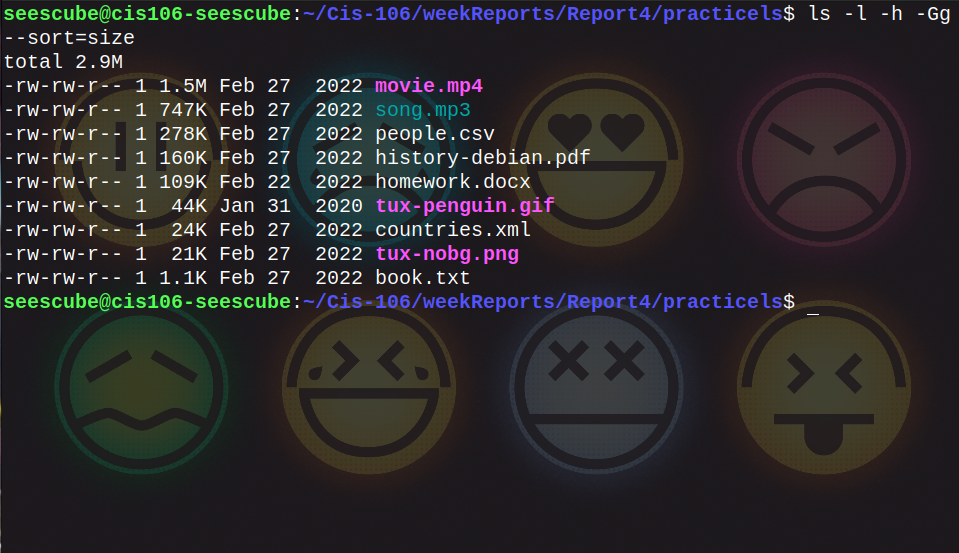 seescube@cis106-seescube:~/Cis-106/weekReports/Report4/practicels$ ls -l -h -Gg
--sort=size
total 2.9M
-rw-rw-r-- 1 1.5M Feb 27  2022 movie.mp4
-rw-rw-r-- 1 747K Feb 27  2022 song.mp3
-rw-rw-r-- 1 278K Feb 27  2022 people.csv
-rw-rw-r-- 1 160K Feb 27  2022 history-debian.pdf
-rw-rw-r-- 1 109K Feb 22  2022 homework.docx
-rw-rw-r-- 1  44K Jan 31  2020 tux-penguin.gif
-rw-rw-r-- 1  24K Feb 27  2022 countries.xml
-rw-rw-r-- 1  21K Feb 27  2022 tux-nobg.png
-rw-rw-r-- 1 1.1K Feb 27  2022 book.txt
seescube@cis106-seescube:~/Cis-106/weekReports/Report4/practicels$ _